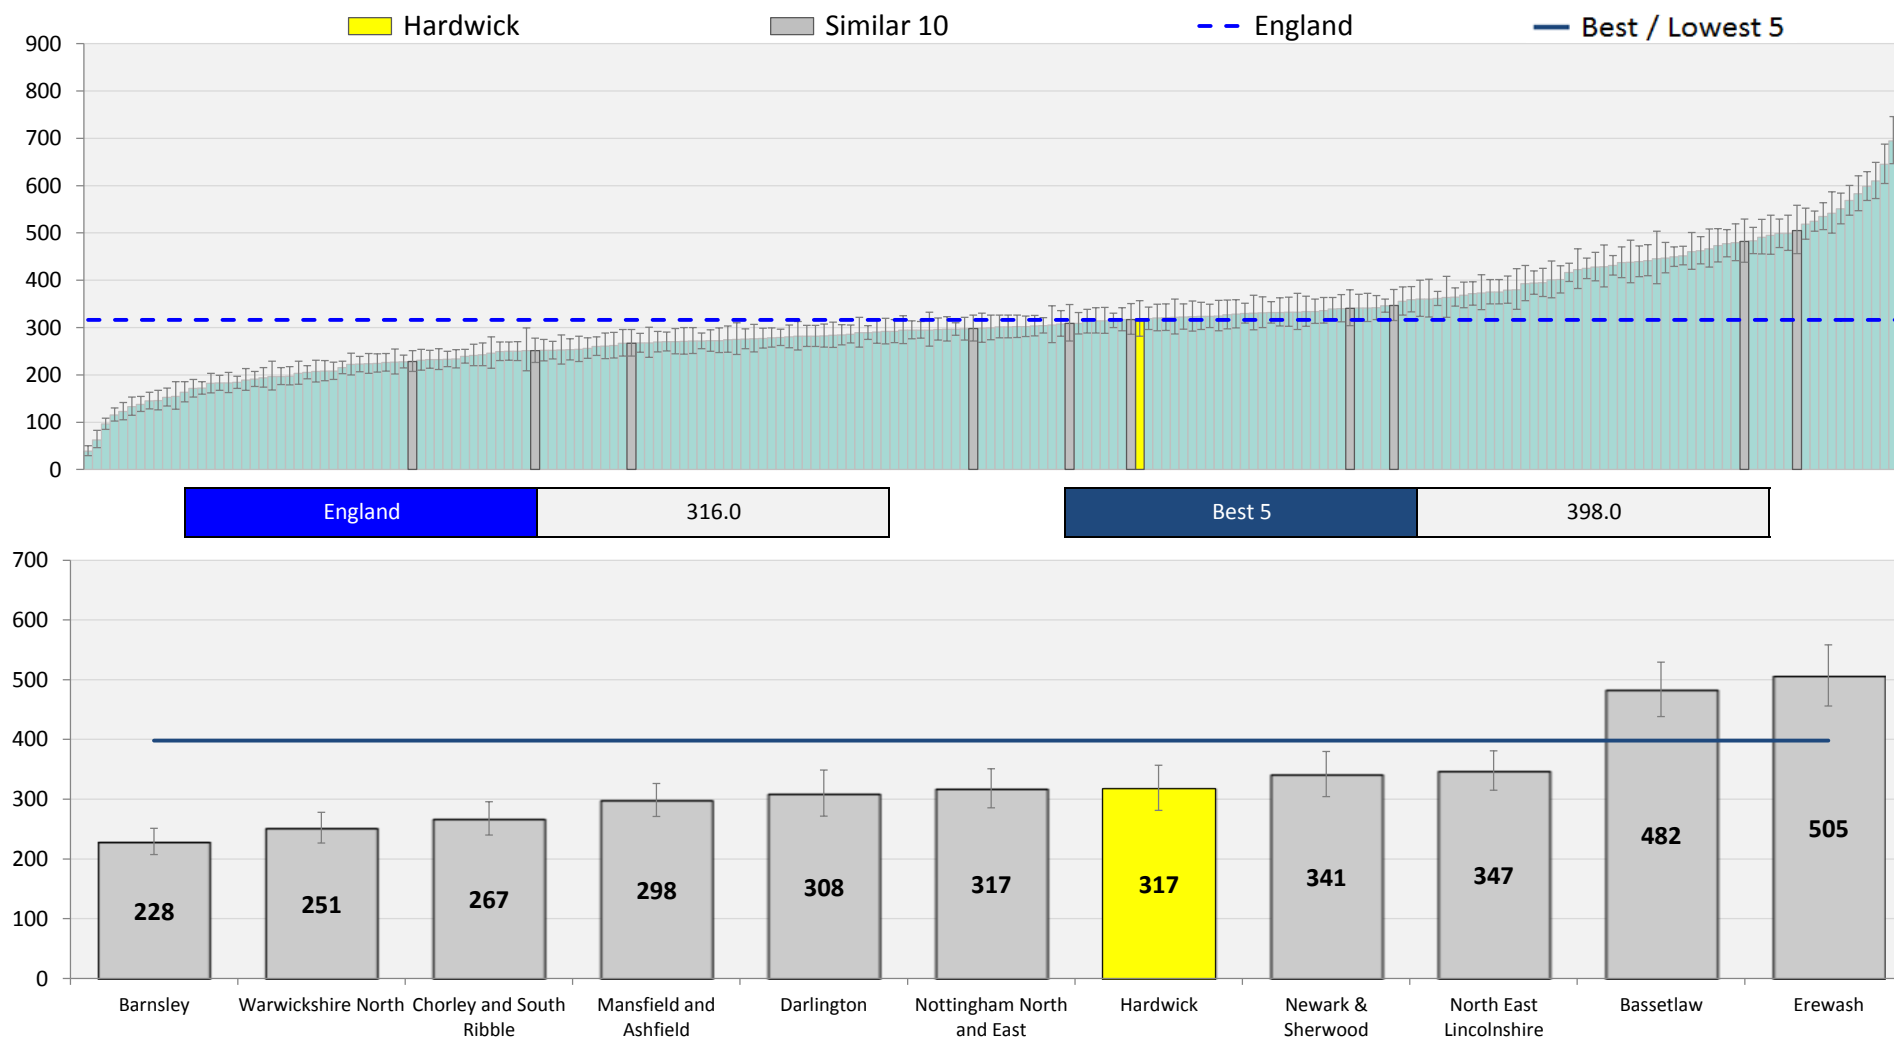 Hardwick
Similar 10
England
Best / Lowest 5
900
800
700
600
500
400
300
200
100
0
England
316.0
Best 5
398.0
700
600
500
400
300
200
100
0
228
251
267
298
308
317
317
341
347
482
505
Barnsley
Warwickshire North
Chorley and South
Ribble
Mansfield and
Ashfield
Darlington
Nottingham North
and East
Hardwick
Newark &
Sherwood
North East
Lincolnshire
Bassetlaw
Erewash